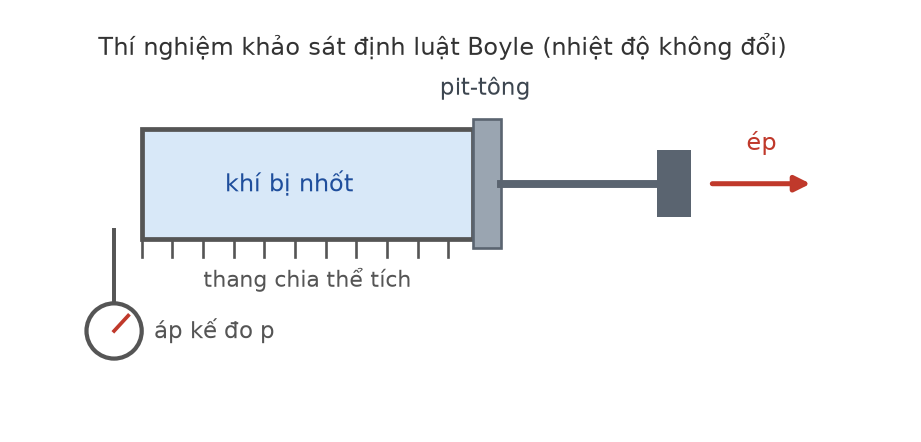 Thí nghiệm khảo sát định luật Boyle (nhiệt độ không đổi)
pit-tông
ép
khí bị nhốt
thang chia thể tích
áp kế đo p